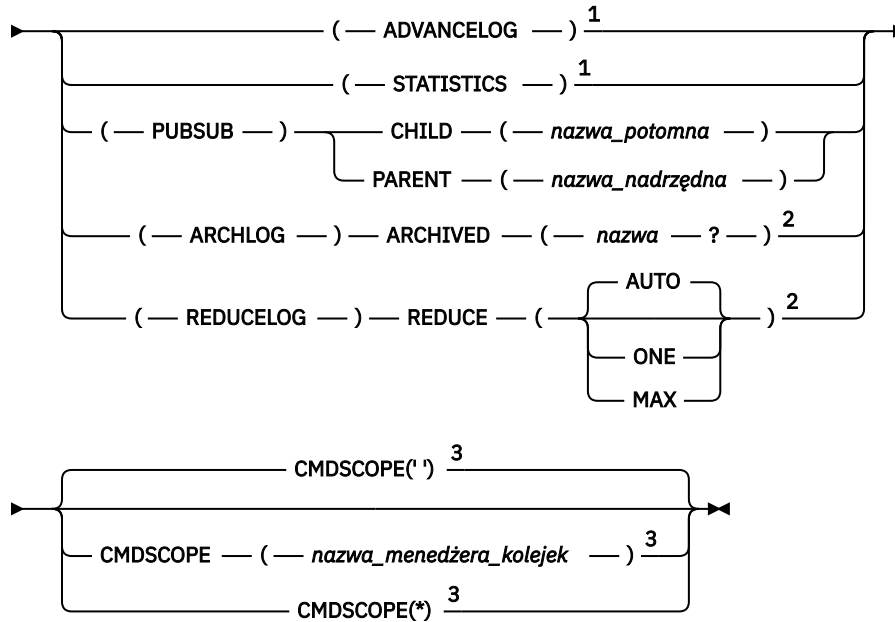 ( ADVANCELOG ) 1
( STATISTICS ) 1
( PUBSUB ) CHILD ( nazwa_potomna )
PARENT ( nazwa_nadrzędna )
( ARCHLOG ) ARCHIVED ( nazwa ? ) 2
AUTO
( REDUCELOG ) REDUCE ( ) 2
ONE
MAX
CMDSCOPE(' ') 3
CMDSCOPE ( nazwa_menedżera_kolejek ) 3
CMDSCOPE(*) 3